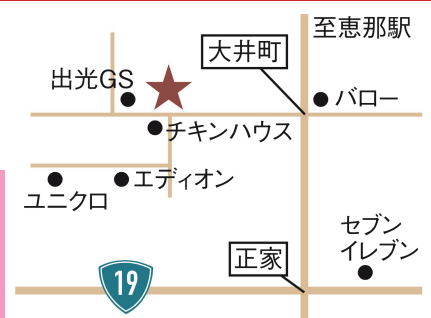 至恵那駅
大井町
出光GS
バロー
チキンハウス
エディオン
ユニクロ
セブン
イレブン
正家
19